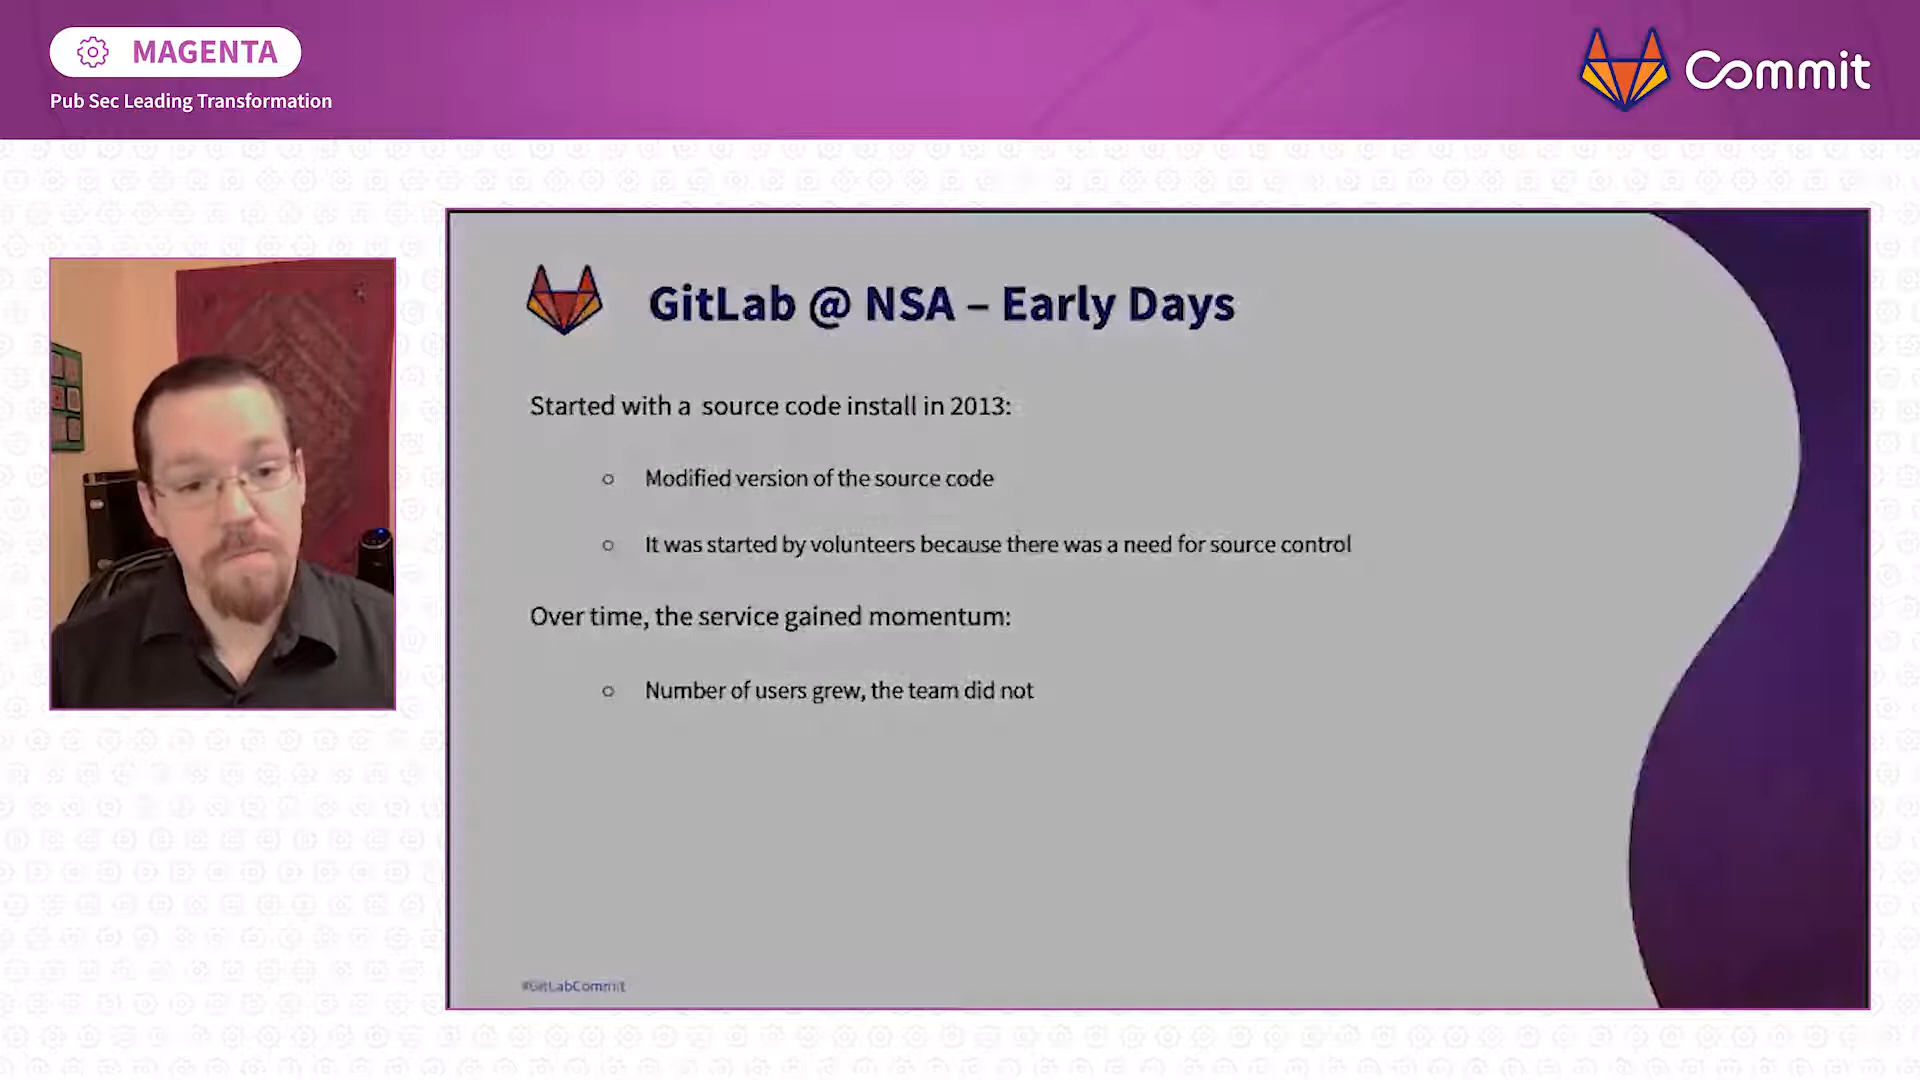 MAGENTA
Pub Sec Leading Transformation
Commit
GitLab @ NSA – Early Days
Started with a source code install in 2013:
Modified version of the source code
It was started by volunteers because there was a need for source control
Over time, the service gained momentum:
Number of users grew, the team did not
#GitLabCommit